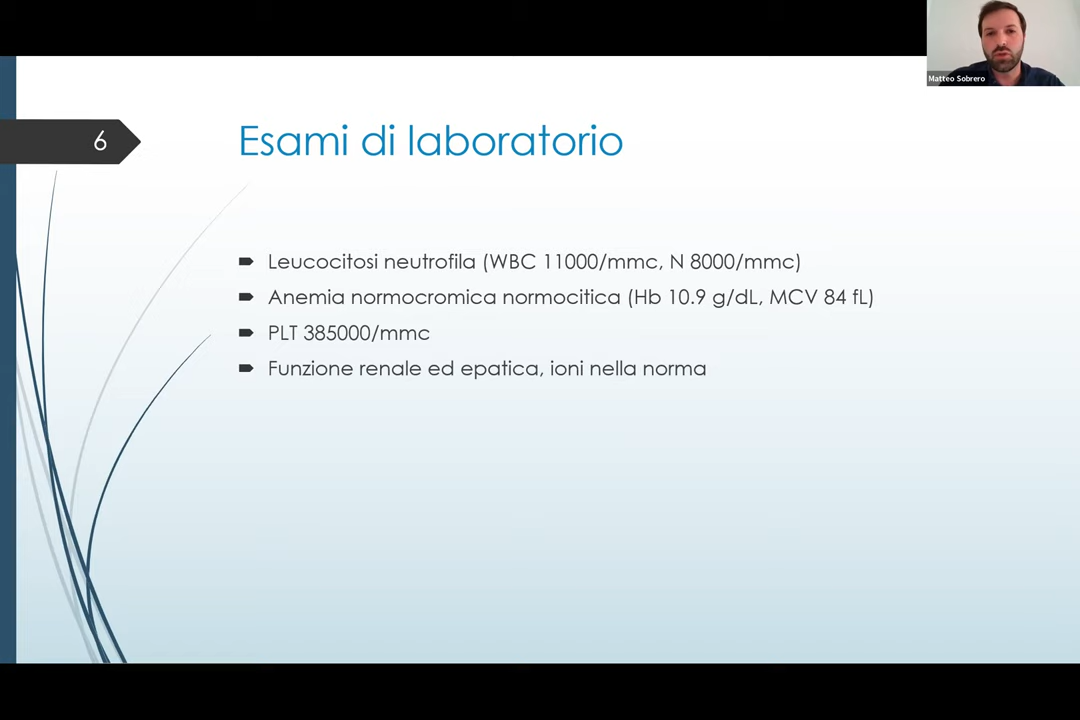 Matteo Sobrero
6
Esami di laboratorio
Leucocitosi neutrofila (WBC 11000/mmc, N 8000/mmc)
Anemia normocromica normocitica (Hb 10.9 g/dL, MCV 84 fL)
PLT 385000/mmc
Funzione renale ed epatica, ioni nella norma